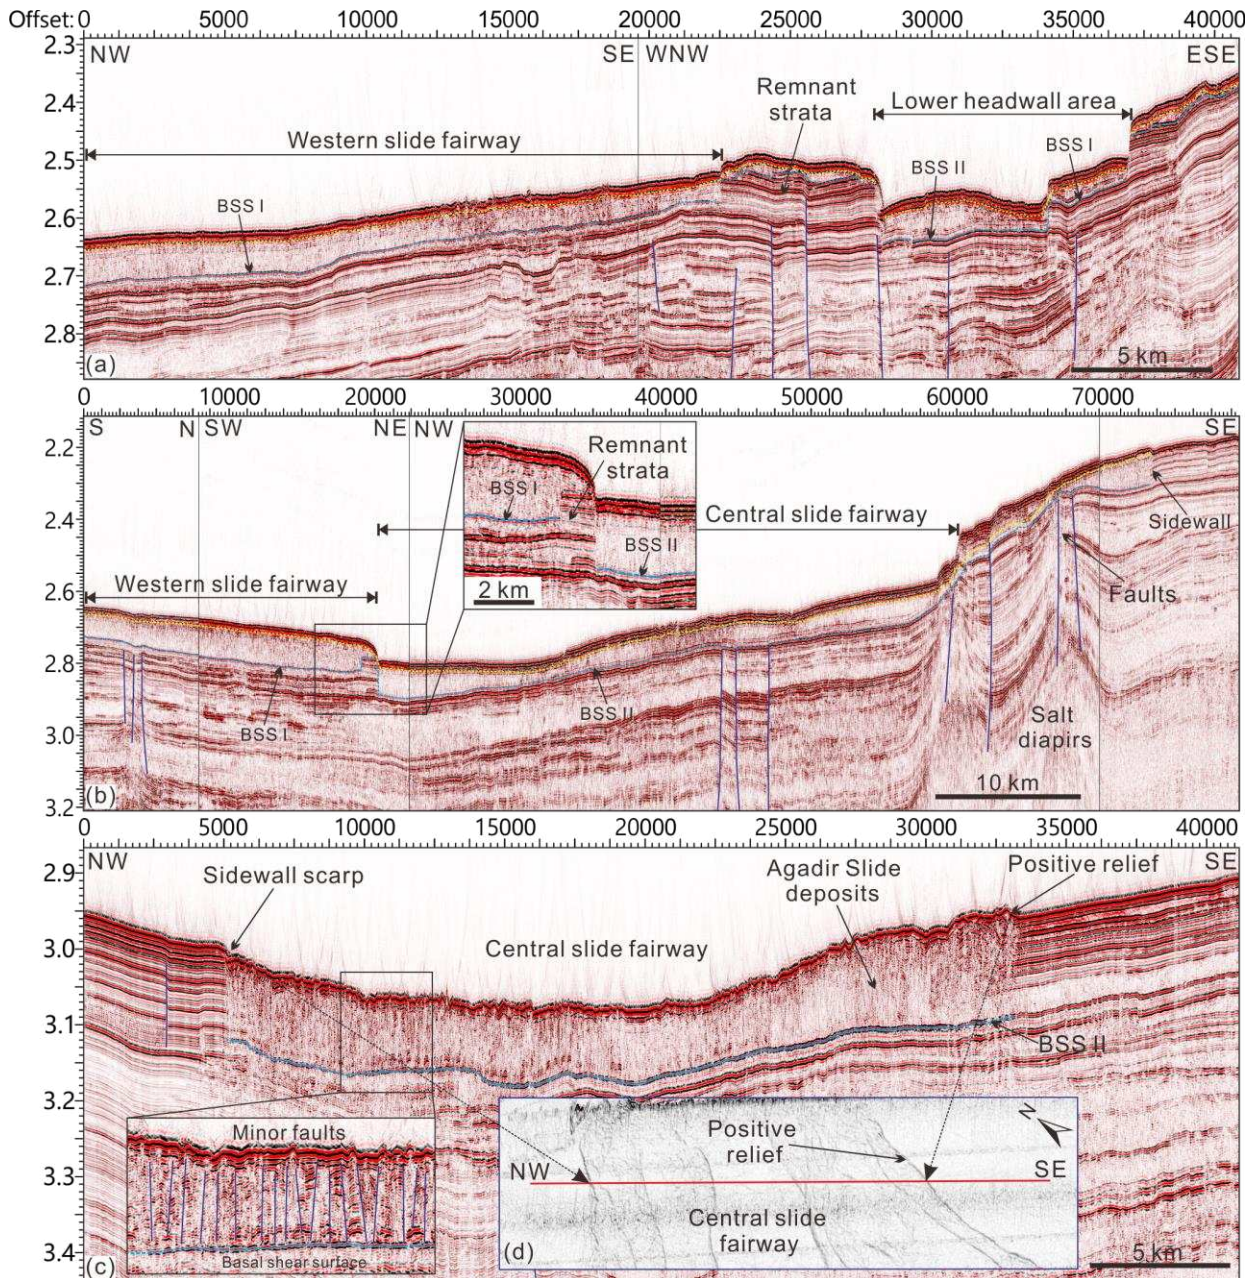 Offset: 0 5000 10000 15000 20000 25000 30000 35000 40000
2.3
NW SE WNW ESE
2.4
Remnant
strata
Lower headwall area
Western slide fairway
2.5
BSS I
BSS II
BSS I
2.6
2.7
2.8
(a)
5 km
0 10000 20000 30000 40000 50000 60000 70000
S N SW NE NW SE
2.2
Remnant
strata
BSS I
BSS II
2 km
2.4
Central slide fairway
Sidewall
Western slide fairway
2.6
Faults
2.8
BSS I
BSS II
3.0
Salt
diapirs
10 km
3.2
(b)
0 5000 10000 15000 20000 25000 30000 35000 40000
NW SE
2.9
Sidewall scarp
Agadir Slide
deposits
Positive relief
3.0
Central slide fairway
3.1
BSS II
3.2
Minor faults
Positive
relief
N
NW SE
3.3
Central slide
fairway
3.4
(c)
Basal shear surface
(d)
5 km